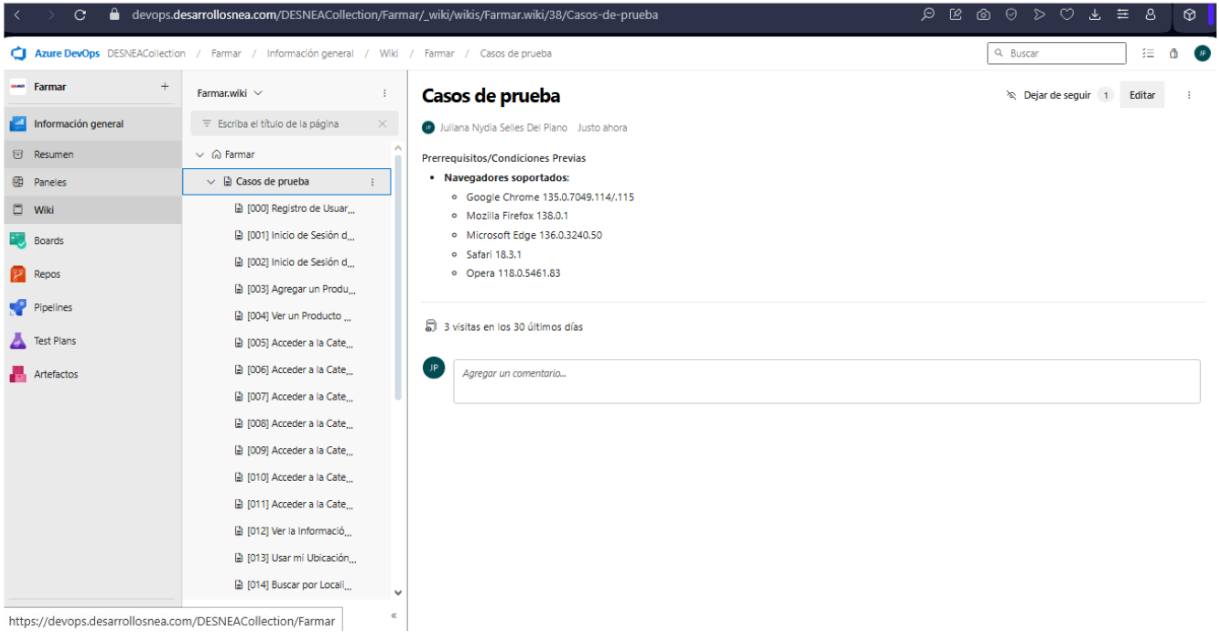 devops.desarrollosnea.com/DESNEACollection/Farmar/_wiki/wikis/Farmar.wiki/38/Casos-de-prueba
Azure DevOps DESNEACollection / Farmar / Información general / Wiki / Farmar / Casos de prueba
Buscar
JP
Farmar
+
Información general
Resumen
Paneles
Wiki
Boards
Repos
Pipelines
Test Plans
Artefactos
Farmar.wiki
Escriba el título de la página
Farmar
Casos de prueba
[000] Registro de Usuar...
[001] Inicio de Sesión d...
[002] Inicio de Sesión d...
[003] Agregar un Produ...
[004] Ver un Producto ...
[005] Acceder a la Cate...
[006] Acceder a la Cate...
[007] Acceder a la Cate...
[008] Acceder a la Cate...
[009] Acceder a la Cate...
[010] Acceder a la Cate...
[011] Acceder a la Cate...
[012] Ver la Informació...
[013] Usar mi Ubicación...
[014] Buscar por Locali...
Casos de prueba
Dejar de seguir 1 Editar
JP Juliana Nydia Selles Del Piano Justo ahora
Prerrequisitos/Condiciones Previas
• Navegadores soportados:
◦ Google Chrome 135.0.7049.114/.115
◦ Mozilla Firefox 138.0.1
◦ Microsoft Edge 136.0.3240.50
◦ Safari 18.3.1
◦ Opera 118.0.5461.83
3 visitas en los 30 últimos días
JP
Agregar un comentario...
https://devops.desarrollosnea.com/DESNEACollection/Farmar